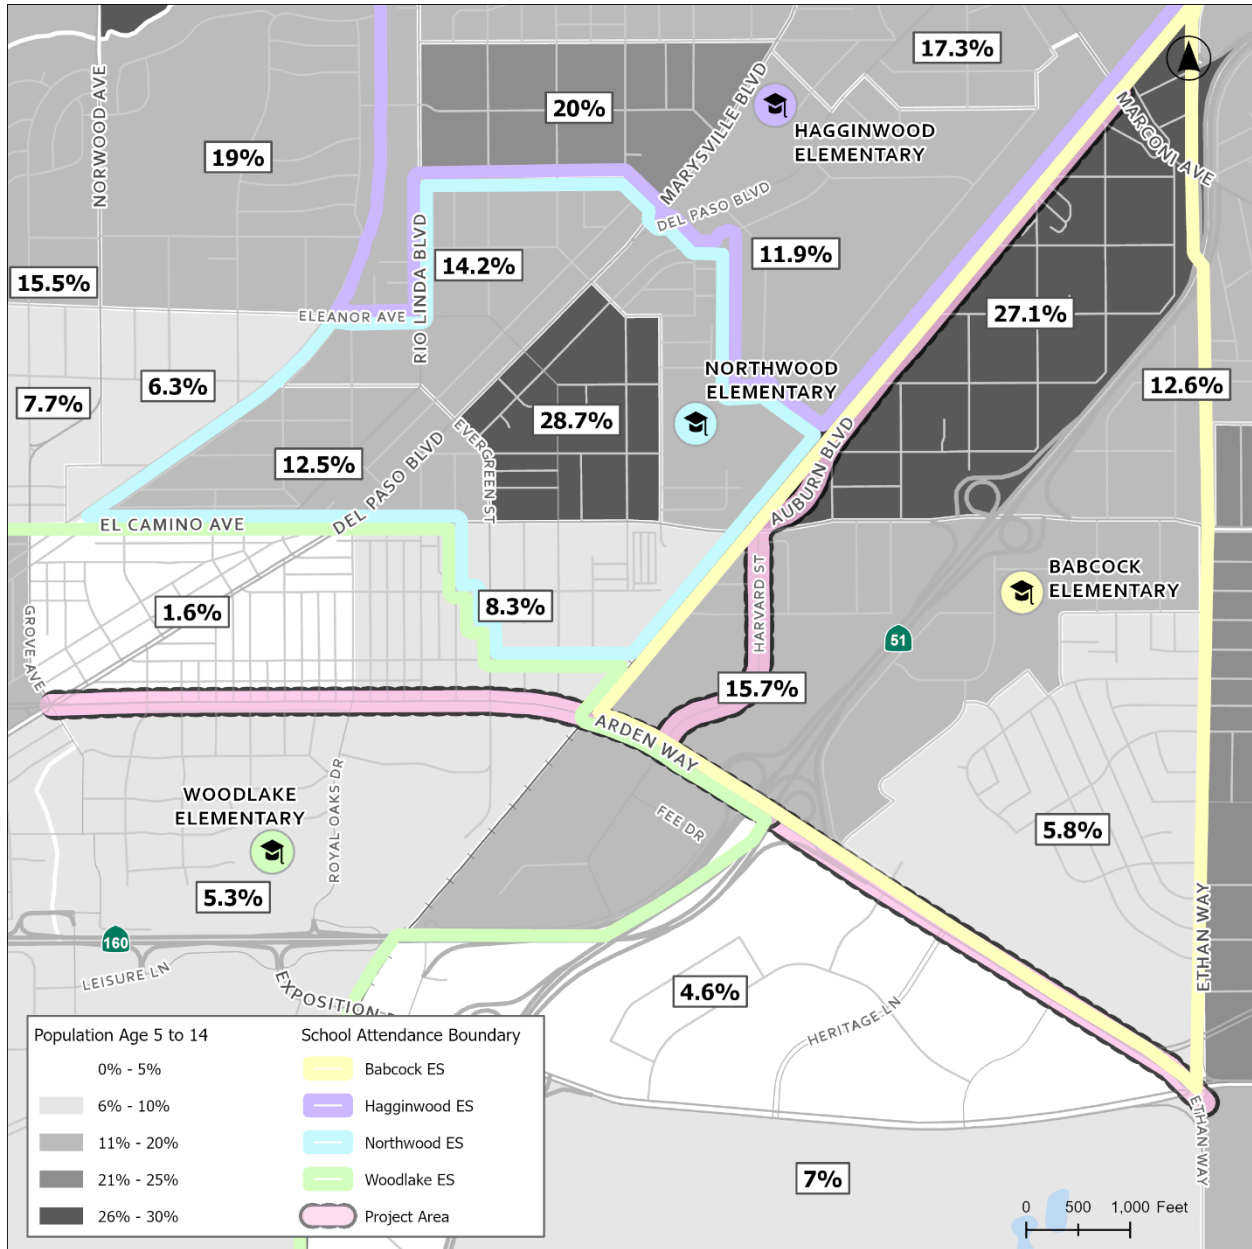 17.3%
20%
HAGGINWOOD
ELEMENTARY
NORWOOD AVE
MARYSVILLE BLVD
MARCONI AVE
19%
DEL PASO BLVD
RIO LINDA BLVD
14.2%
11.9%
15.5%
ELEANOR AVE
27.1%
NORTHWOOD
ELEMENTARY
6.3%
7.7%
12.6%
28.7%
EVERGREEN ST
12.5%
DEL PASO BLVD
AUBURN BLVD
EL CAMINO AVE
BABCOCK
ELEMENTARY
1.6%
8.3%
HARVARD ST
51
GROVE AVE
15.7%
ARDEN WAY
WOODLAKE
ELEMENTARY
ROYAL OAKS DR
FEE DR
5.8%
5.3%
160
LEISURE LN
EXPOSITION
4.6%
HERITAGE LN
ETHAN WAY
ETHAN WAY
7%
Population Age 5 to 14
0% - 5%
6% - 10%
11% - 20%
21% - 25%
26% - 30%
School Attendance Boundary
Babcock ES
Hagginwood ES
Northwood ES
Woodlake ES
Project Area
0 500 1,000 Feet